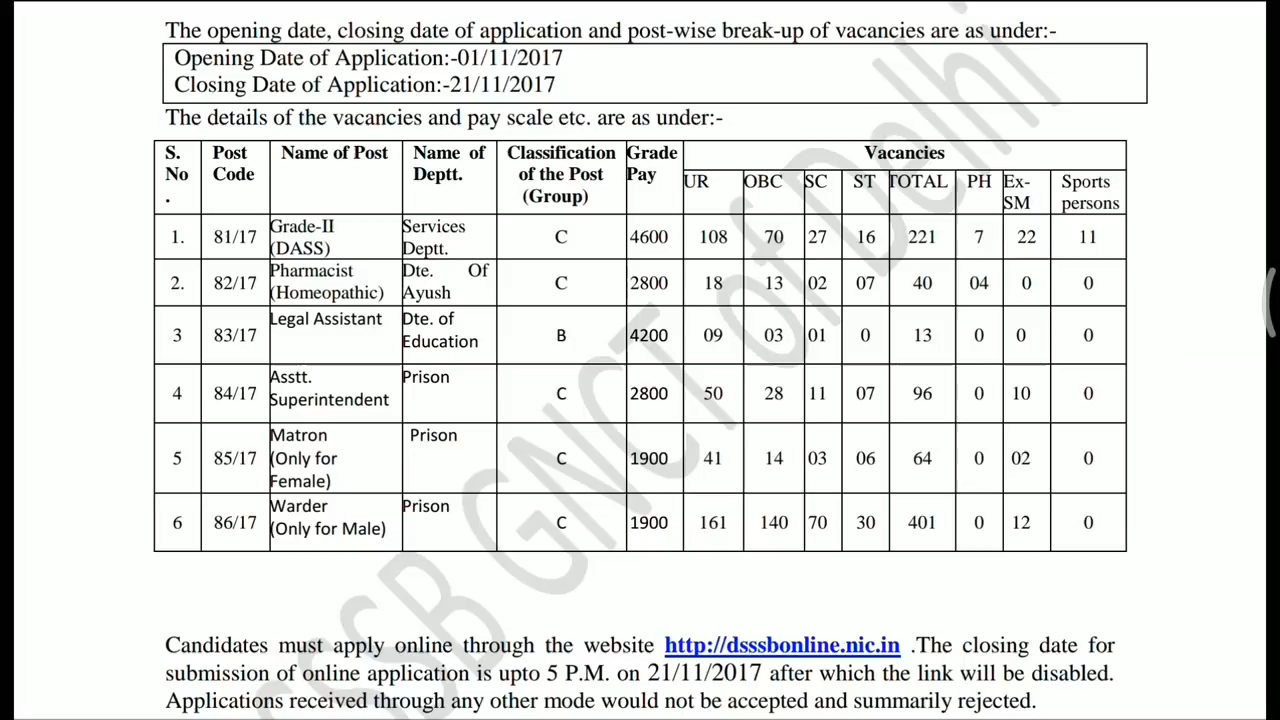 The opening date, closing date of application and post-wise break-up of vacancies are as under:-
Opening Date of Application:-01/11/2017
Closing Date of Application:-21/11/2017
The details of the vacancies and pay scale etc. are as under:-
S. No . Post Code Name of Post Name of Deptt. Classification of the Post (Group) Grade Pay Vacancies
UR OBC SC ST TOTAL PH Ex-SM Sports persons
1. 81/17 Grade-II (DASS) Services Deptt. C 4600 108 70 27 16 221 7 22 11
2. 82/17 Pharmacist (Homeopathic) Dte. Of Ayush C 2800 18 13 02 07 40 04 0 0
3 83/17 Legal Assistant Dte. of Education B 4200 09 03 01 0 13 0 0 0
4 84/17 Asstt. Superintendent Prison C 2800 50 28 11 07 96 0 10 0
5 85/17 Matron (Only for Female) Prison C 1900 41 14 03 06 64 0 02 0
6 86/17 Warder (Only for Male) Prison C 1900 161 140 70 30 401 0 12 0
Candidates must apply online through the website http://dsssbonline.nic.in .The closing date for
submission of online application is upto 5 P.M. on 21/11/2017 after which the link will be disabled.
Applications received through any other mode would not be accepted and summarily rejected.
SSB GNCT of Delhi